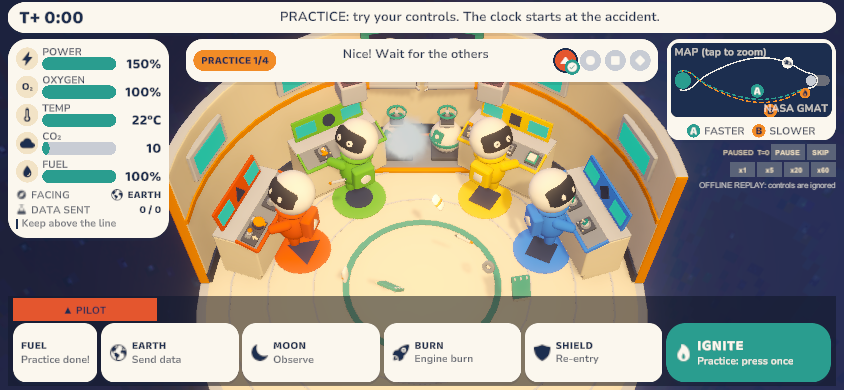 T+ 0:00
PRACTICE: try your controls. The clock starts at the accident.
POWER
150%
OXYGEN
O₂
100%
TEMP
22°C
CO₂
10
FUEL
100%
FACING
EARTH
DATA SENT
0 / 0
Keep above the line
PRACTICE 1/4
Nice! Wait for the others
MAP (tap to zoom)
A
B
NASA GMAT
A FASTER
B SLOWER
PAUSED T=0
PAUSE
SKIP
x1
x5
x20
x60
OFFLINE REPLAY: controls are ignored
▲ PILOT
FUEL
Practice done!
EARTH
Send data
MOON
Observe
BURN
Engine burn
SHIELD
Re-entry
IGNITE
Practice: press once